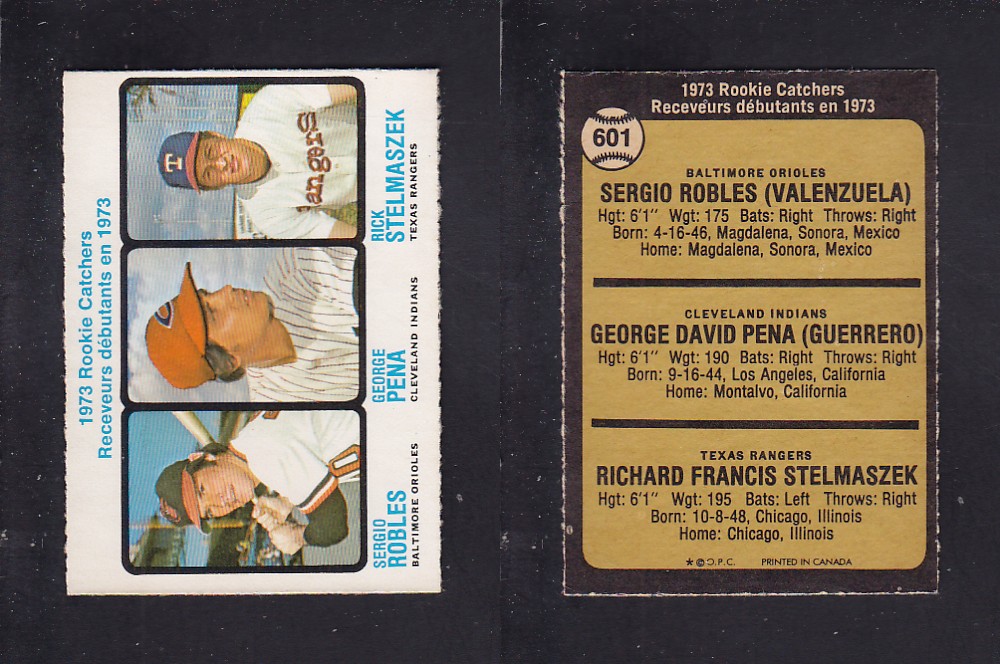 1973 Rookie Catchers
Receveurs débutants en 1973
T
angers
RICK
STELMASZEK
TEXAS RANGERS
GEORGE
PENA
CLEVELAND INDIANS
SERGIO
ROBLES
BALTIMORE ORIOLES
1973 Rookie Catchers
Receveurs débutants en 1973
601
BALTIMORE ORIOLES
SERGIO ROBLES (VALENZUELA)
Hgt: 6'1" Wgt: 175 Bats: Right Throws: Right
Born: 4-16-46, Magdalena, Sonora, Mexico
Home: Magdalena, Sonora, Mexico
CLEVELAND INDIANS
GEORGE DAVID PENA (GUERRERO)
Hgt: 6'1" Wgt: 190 Bats: Right Throws: Right
Born: 9-16-44, Los Angeles, California
Home: Montalvo, California
TEXAS RANGERS
RICHARD FRANCIS STELMASZEK
Hgt: 6'1" Wgt: 195 Bats: Left Throws: Right
Born: 10-8-48, Chicago, Illinois
Home: Chicago, Illinois
* © O.P.C. PRINTED IN CANADA